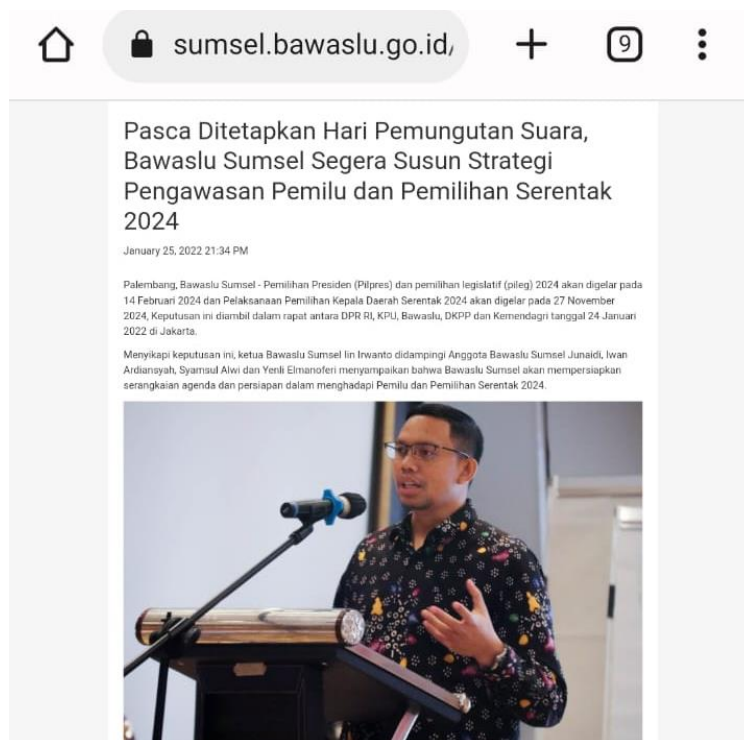 sumsel.bawaslu.go.id/
9
Pasca Ditetapkan Hari Pemungutan Suara,
Bawaslu Sumsel Segera Susun Strategi
Pengawasan Pemilu dan Pemilihan Serentak
2024
January 25, 2022 21:34 PM
Palembang, Bawaslu Sumsel - Pemilihan Presiden (Pilpres) dan pemilihan legislatif (pileg) 2024 akan digelar pada
14 Februari 2024 dan Pelaksanaan Pemilihan Kepala Daerah Serentak 2024 akan digelar pada 27 November
2024, Keputusan ini diambil dalam rapat antara DPR RI, KPU, Bawaslu, DKPP dan Kemendagri tanggal 24 Januari
2022 di Jakarta.
Menyikapi keputusan ini, ketua Bawaslu Sumsel Iin Irwanto didampingi Anggota Bawaslu Sumsel Junaidi, Iwan
Ardiansyah, Syamsul Alwi dan Yenli Elmanoferi menyampaikan bahwa Bawaslu Sumsel akan mempersiapkan
serangkaian agenda dan persiapan dalam menghadapi Pemilu dan Pemilihan Serentak 2024.